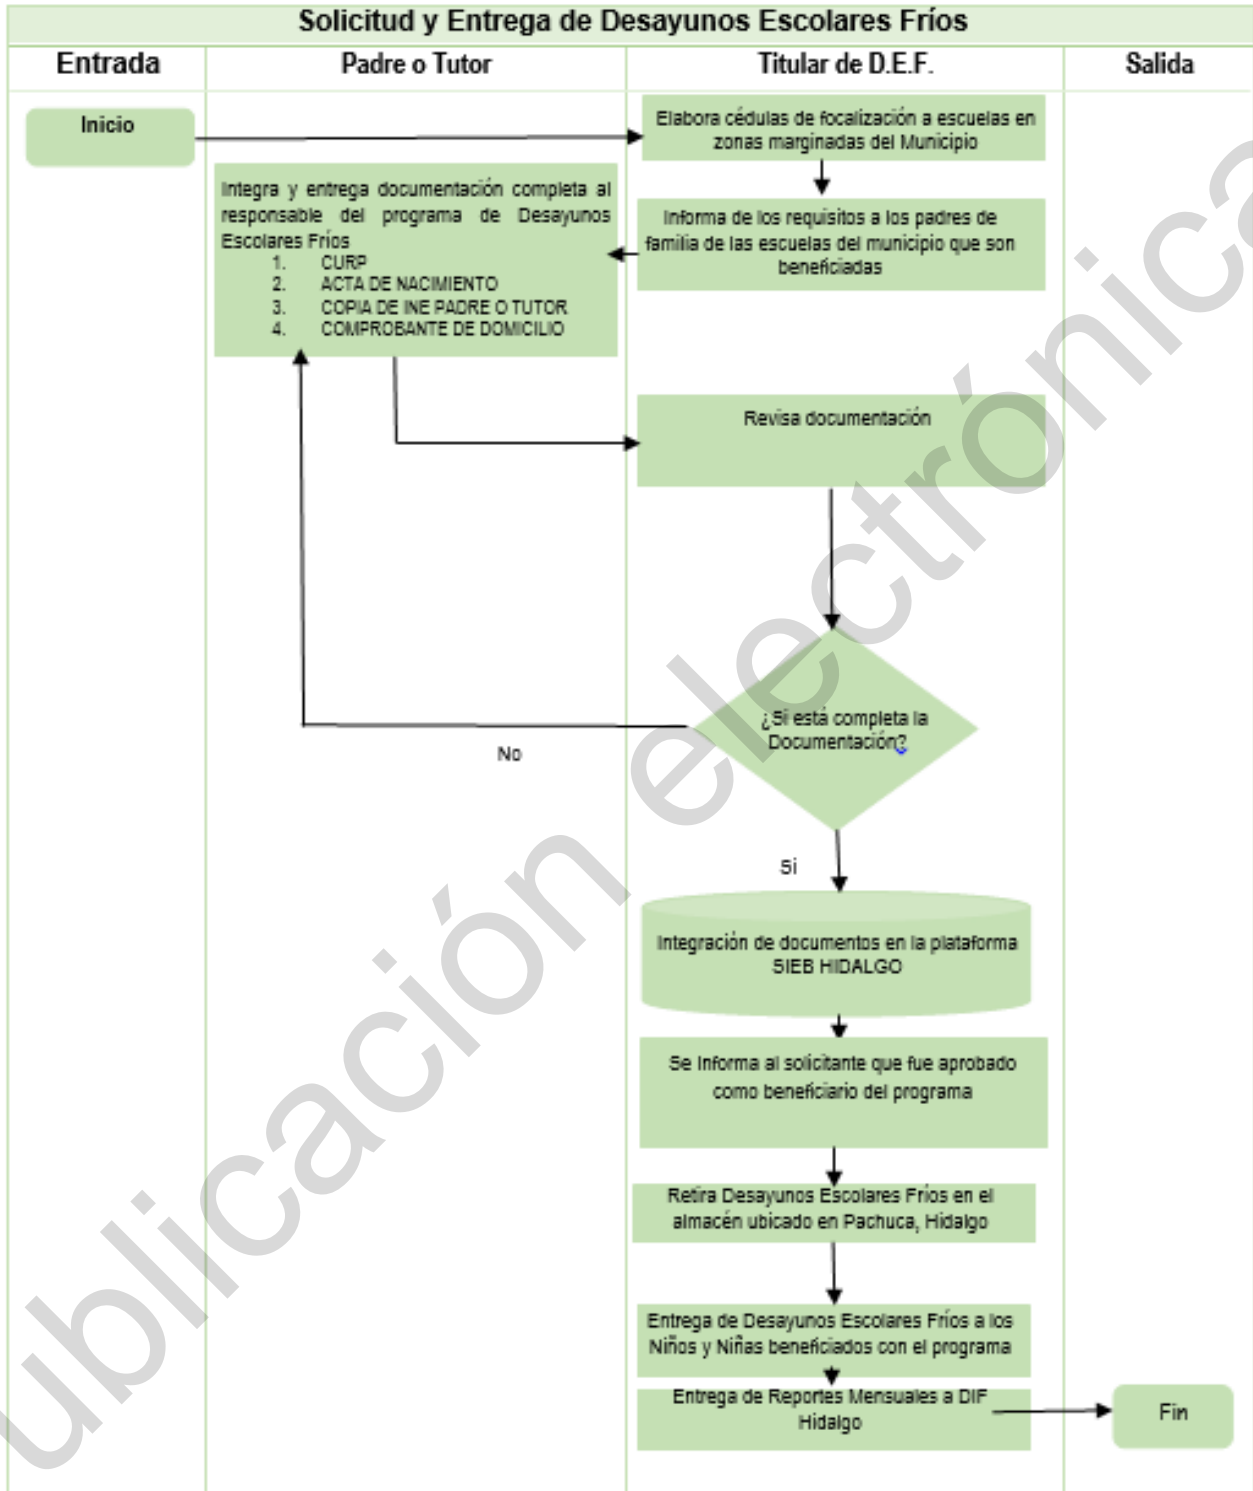 Solicitud y Entrega de Desayunos Escolares Fríos
Entrada
Padre o Tutor
Titular de D.E.F.
Salida
Inicio
Elabora cédulas de focalización a escuelas en
zonas marginadas del Municipio
Integra y entrega documentación completa al
responsable del programa de Desayunos
Escolares Fríos
1. CURP
2. ACTA DE NACIMIENTO
3. COPIA DE INE PADRE O TUTOR
4. COMPROBANTE DE DOMICILIO
Informa de los requisitos a los padres de
familia de las escuelas del municipio que son
beneficiadas
Revisa documentación
¿Si está completa la
Documentación?
No
Si
Integración de documentos en la plataforma
SIEB HIDALGO
Se Informa al solicitante que fue aprobado
como beneficiario del programa
Retira Desayunos Escolares Fríos en el
almacén ubicado en Pachuca, Hidalgo
Entrega de Desayunos Escolares Fríos a los
Niños y Niñas beneficiados con el programa
Entrega de Reportes Mensuales a DIF
Hidalgo
Fin
ublicación electrónica